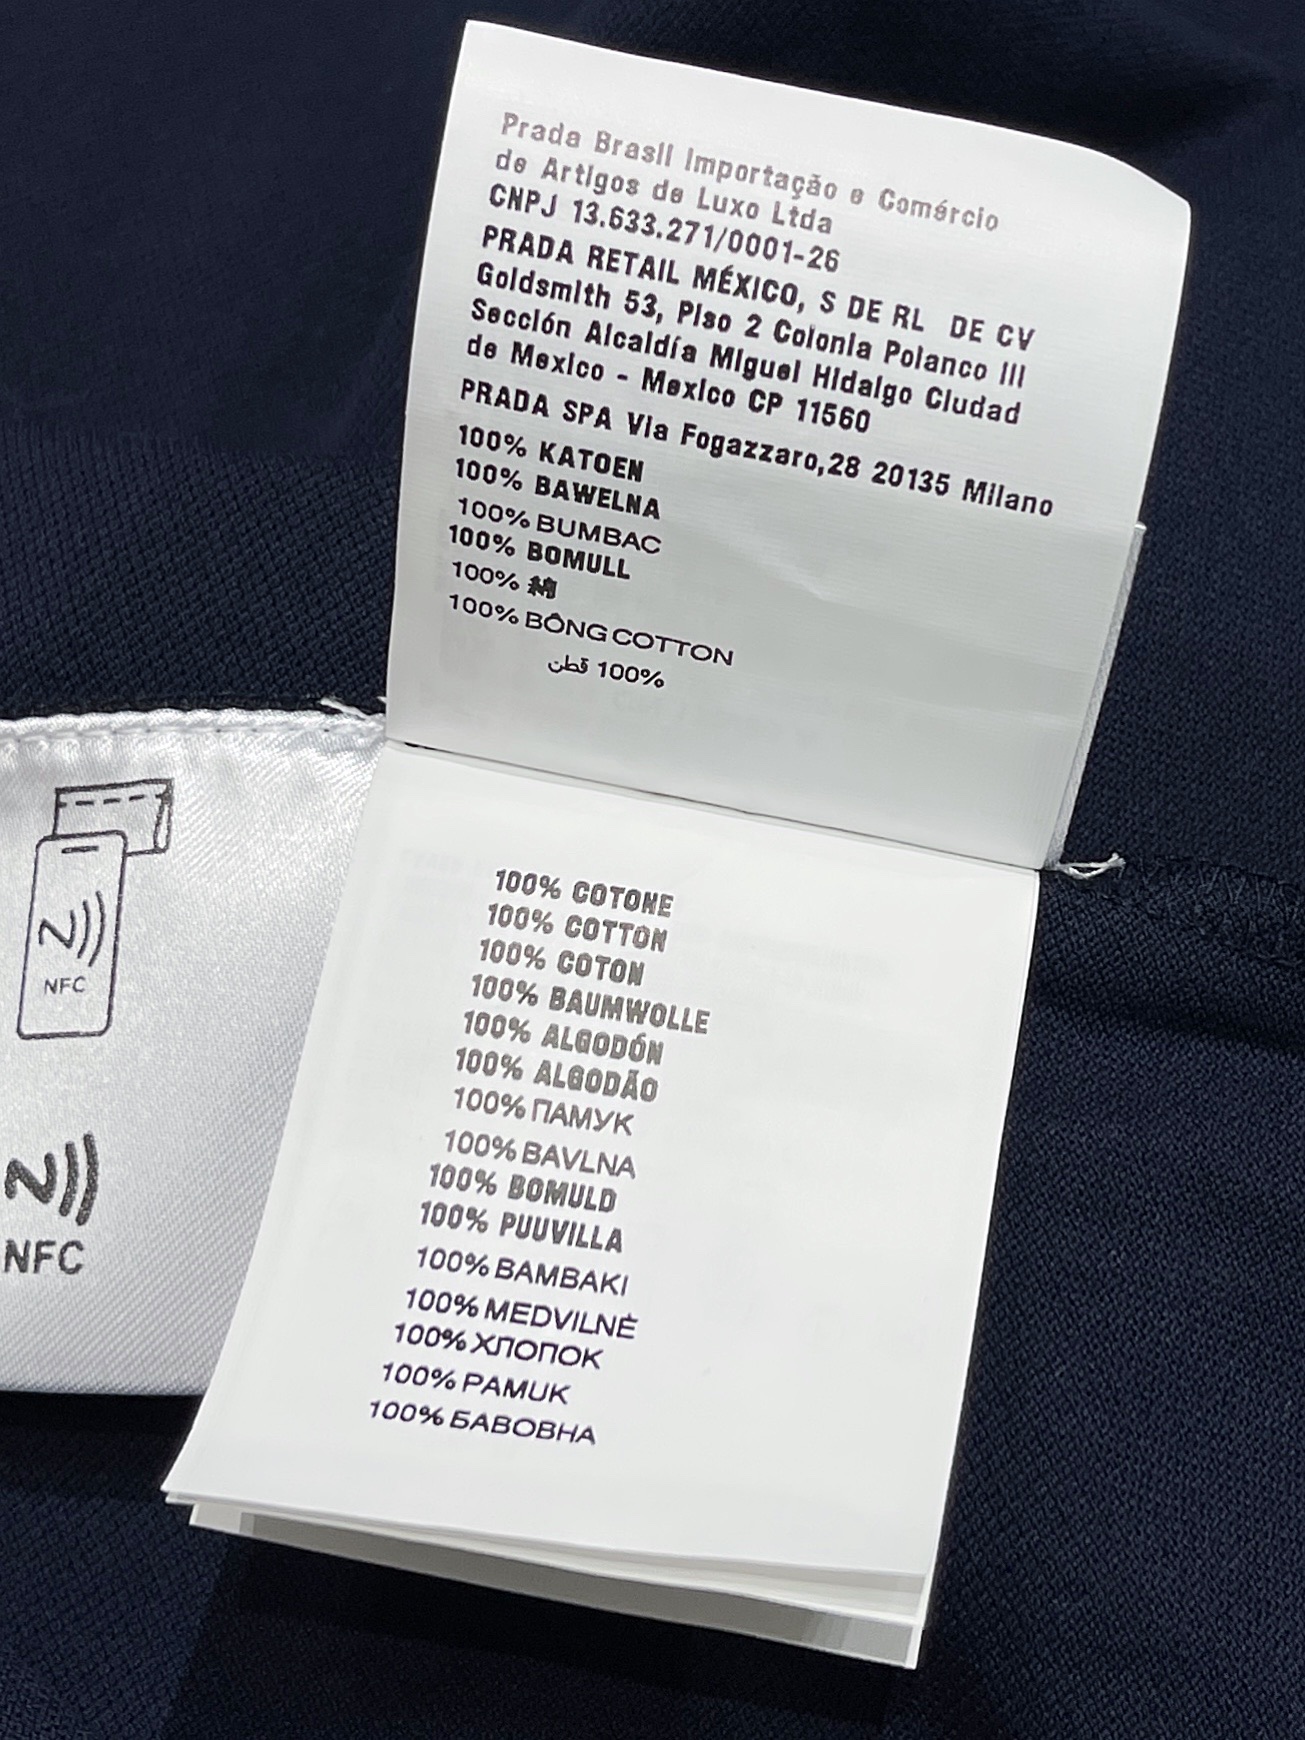 Prada Brasil Importação e Comércio
de Artigos de Luxo Ltda
CNPJ 13.633.271/0001-26
PRADA RETAIL MÉXICO, S DE RL DE CV
Goldsmith 53, Piso 2 Colonia Polanco III
Sección Alcaldía Miguel Hidalgo Ciudad
de Mexico - Mexico CP 11560
PRADA SPA Via Fogazzaro,28 20135 Milano
100% KATOEN
100% BAWELNA
100% BUMBAC
100% BOMULL
100% 綿
100% BÔNG COTTON
100% قطن
100% COTONE
100% COTTON
100% COTON
100% BAUMWOLLE
100% ALGODÓN
100% ALGODÃO
100% ПАМУК
100% BAVLNA
100% BOMULD
100% PUUVILLA
100% BAMBAKI
100% MEDVILNĖ
100% ХЛОПОК
100% PAMUK
100% БАВОВНА
NFC
NFC